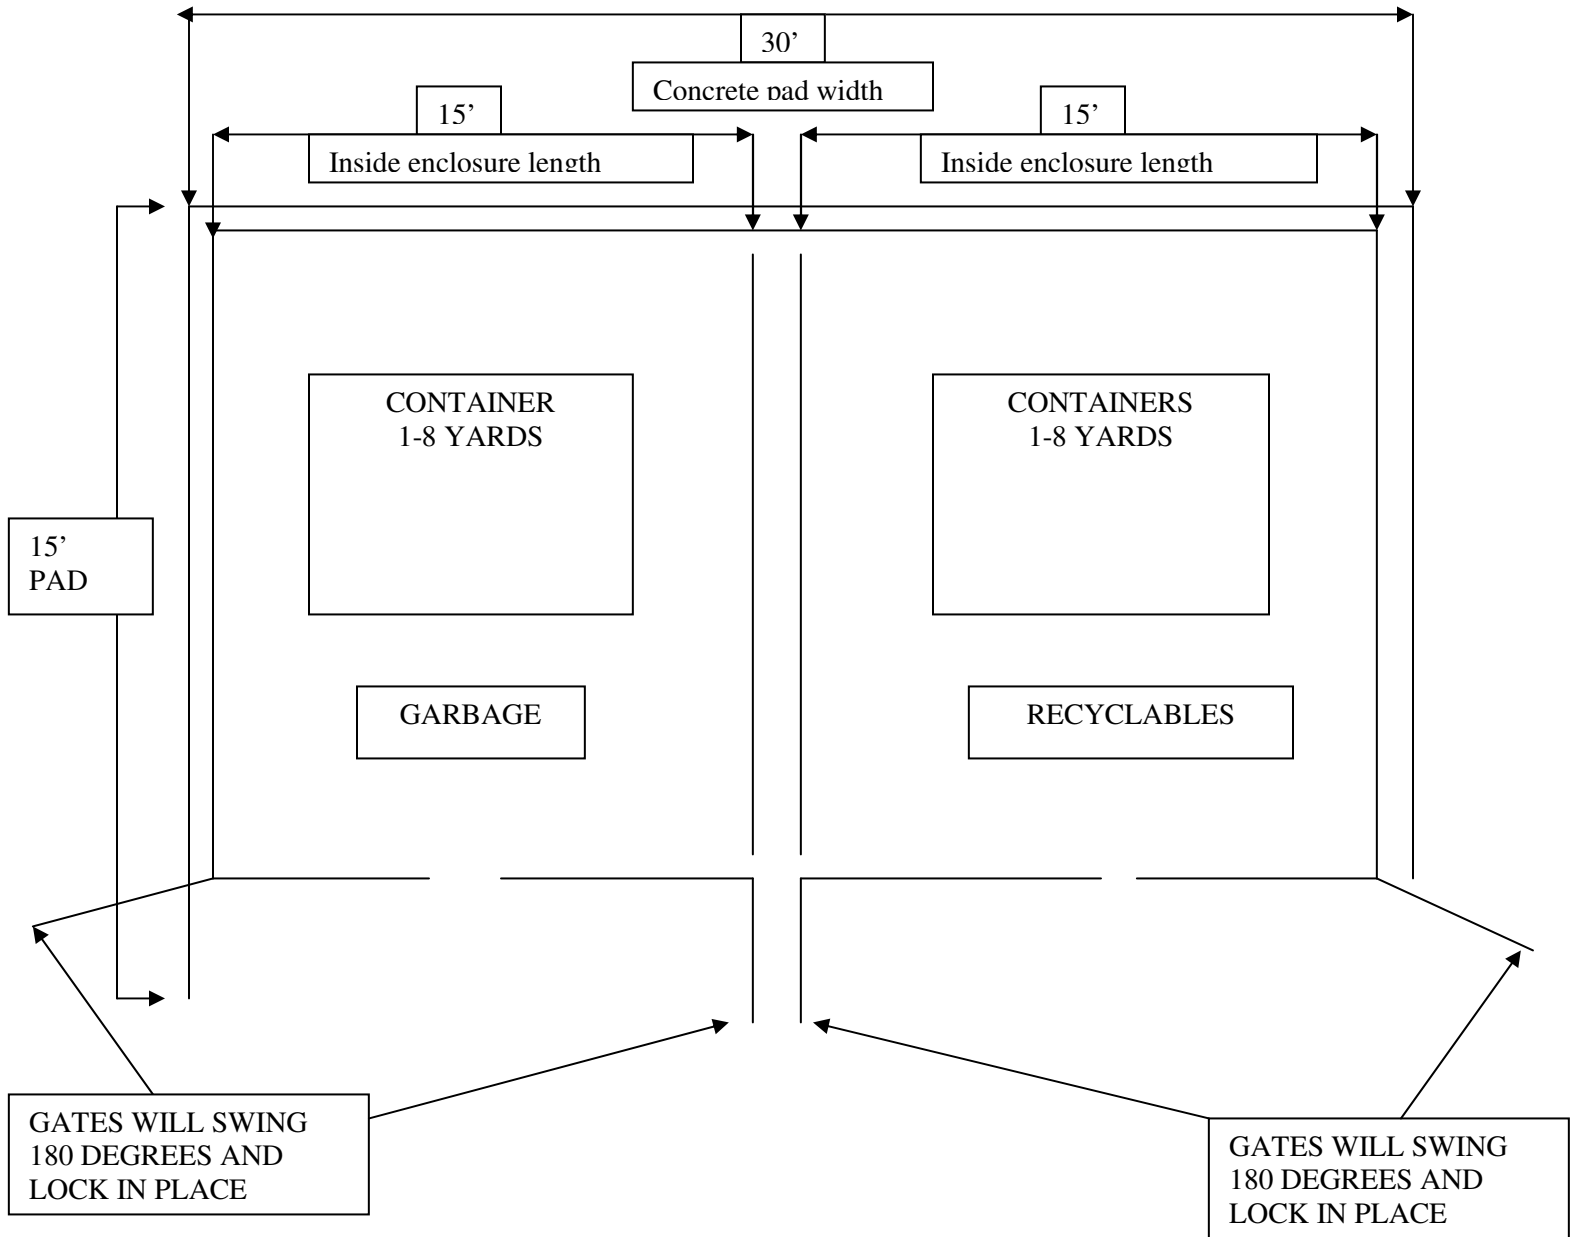 30’
Concrete pad width
15’
15’
Inside enclosure length
Inside enclosure length
CONTAINER
1-8 YARDS
CONTAINERS
1-8 YARDS
15’
PAD
GARBAGE
RECYCLABLES
GATES WILL SWING
180 DEGREES AND
LOCK IN PLACE
GATES WILL SWING
180 DEGREES AND
LOCK IN PLACE